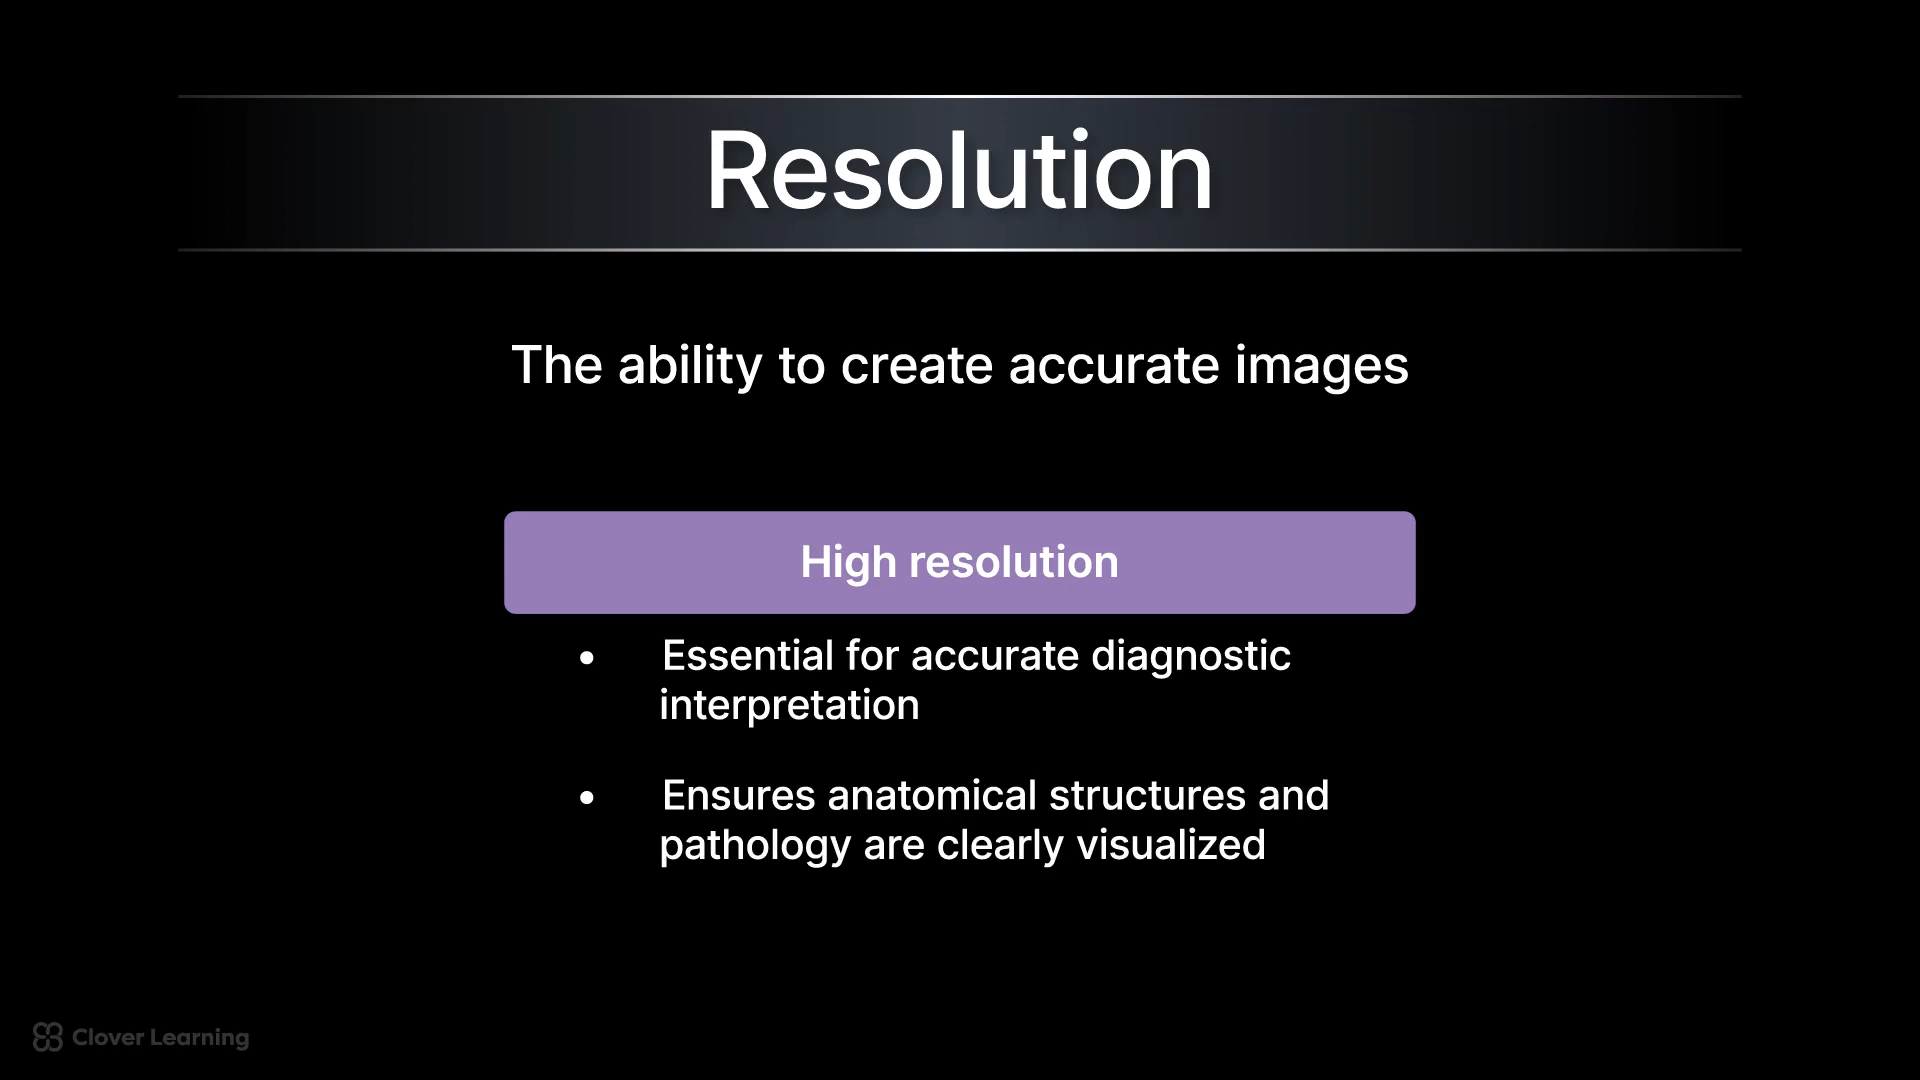 Resolution
The ability to create accurate images
High resolution
• Essential for accurate diagnostic
interpretation
• Ensures anatomical structures and
pathology are clearly visualized
Clover Learning